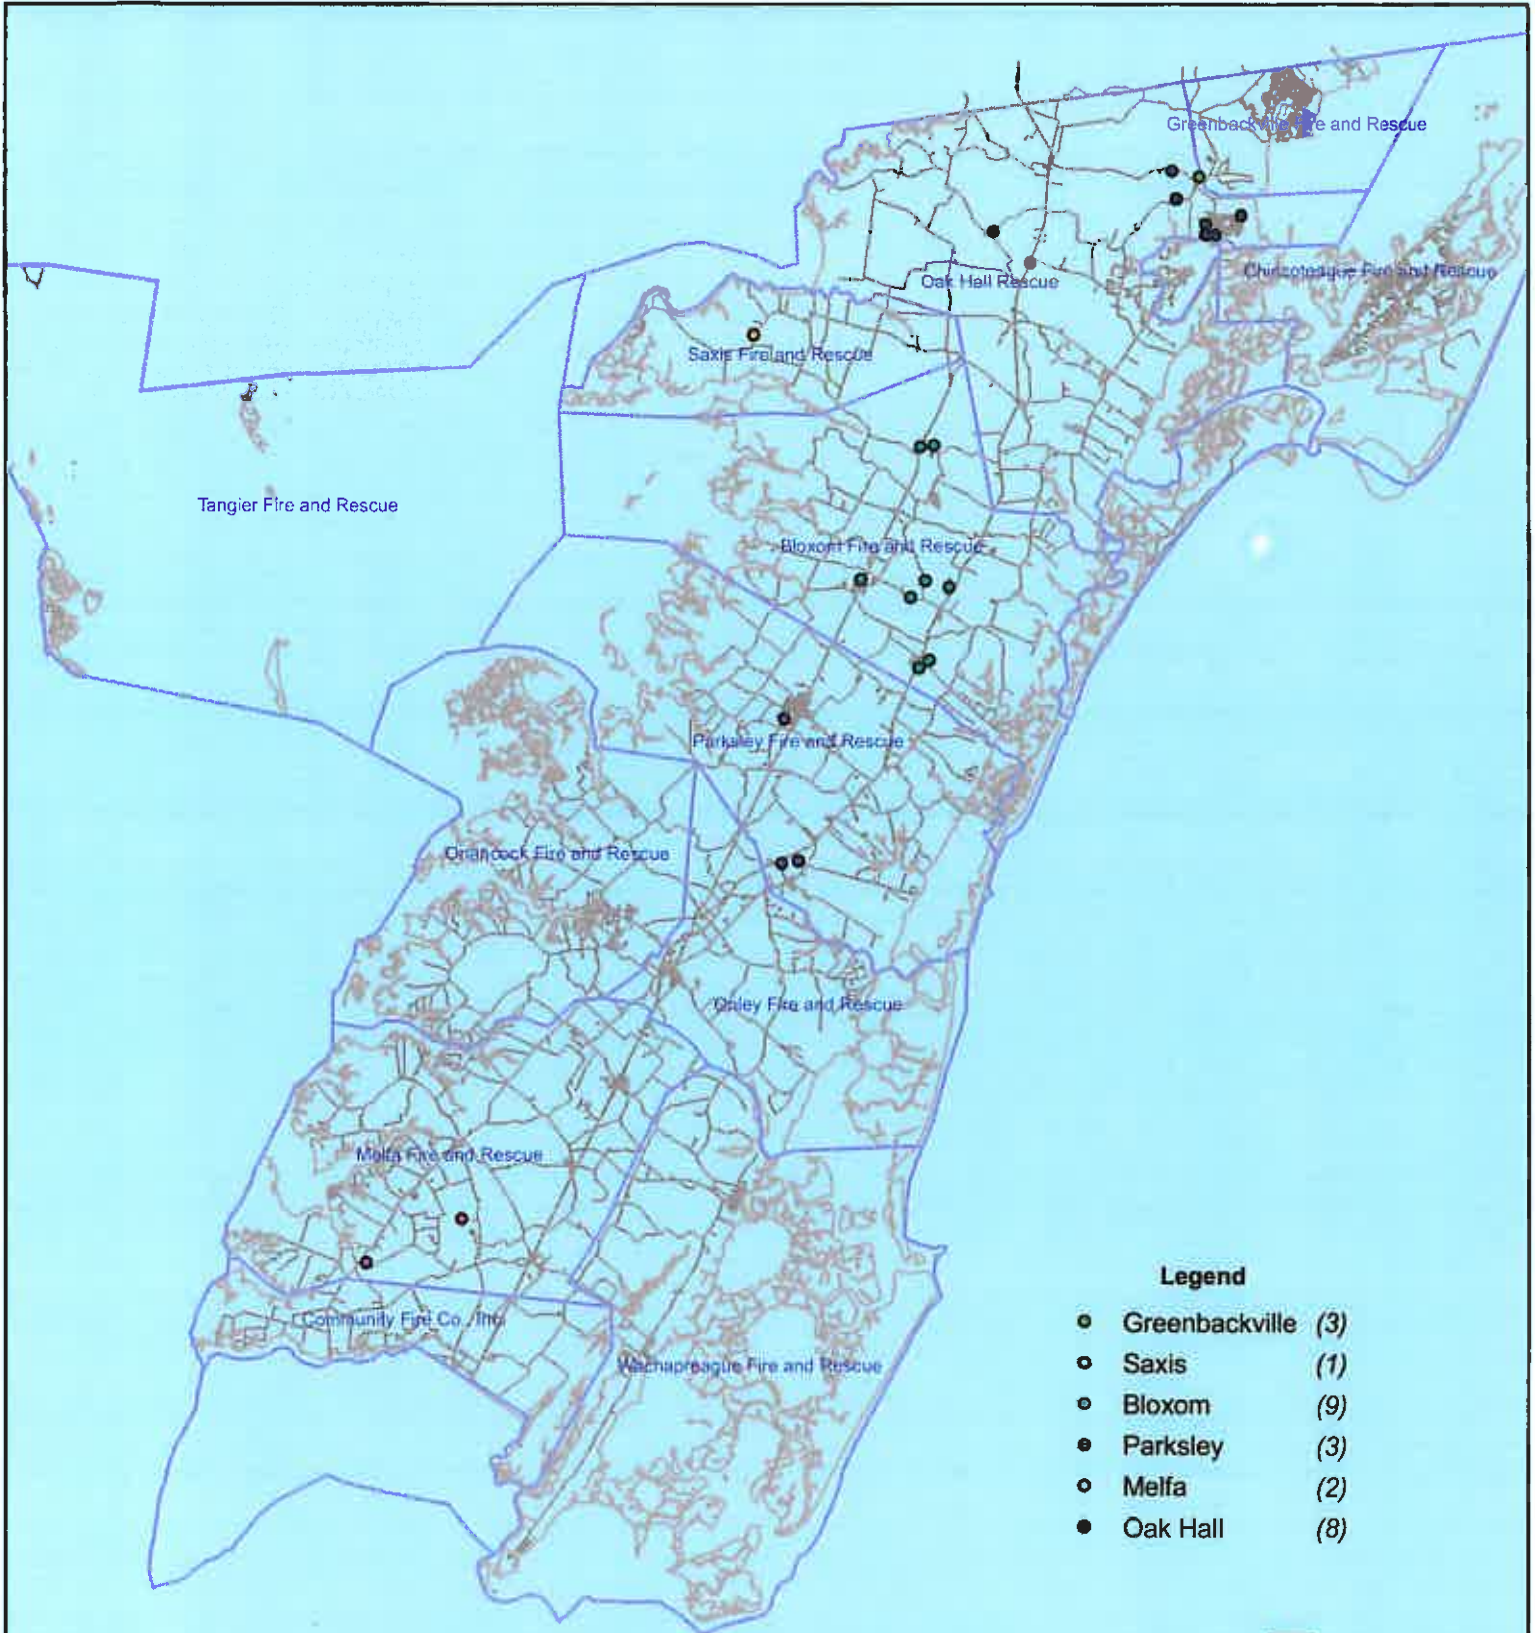 Greenbackville Fire and Rescue
Chincoteague Fire and Rescue
Oak Hall Rescue
Saxis Fire and Rescue
Tangier Fire and Rescue
Bloxom Fire and Rescue
Parksley Fire and Rescue
Onancock Fire and Rescue
Onley Fire and Rescue
Melfa Fire and Rescue
Community Fire Co., Inc.
Wachapreague Fire and Rescue
Legend
Greenbackville (3)
Saxis (1)
Bloxom (9)
Parksley (3)
Melfa (2)
Oak Hall (8)